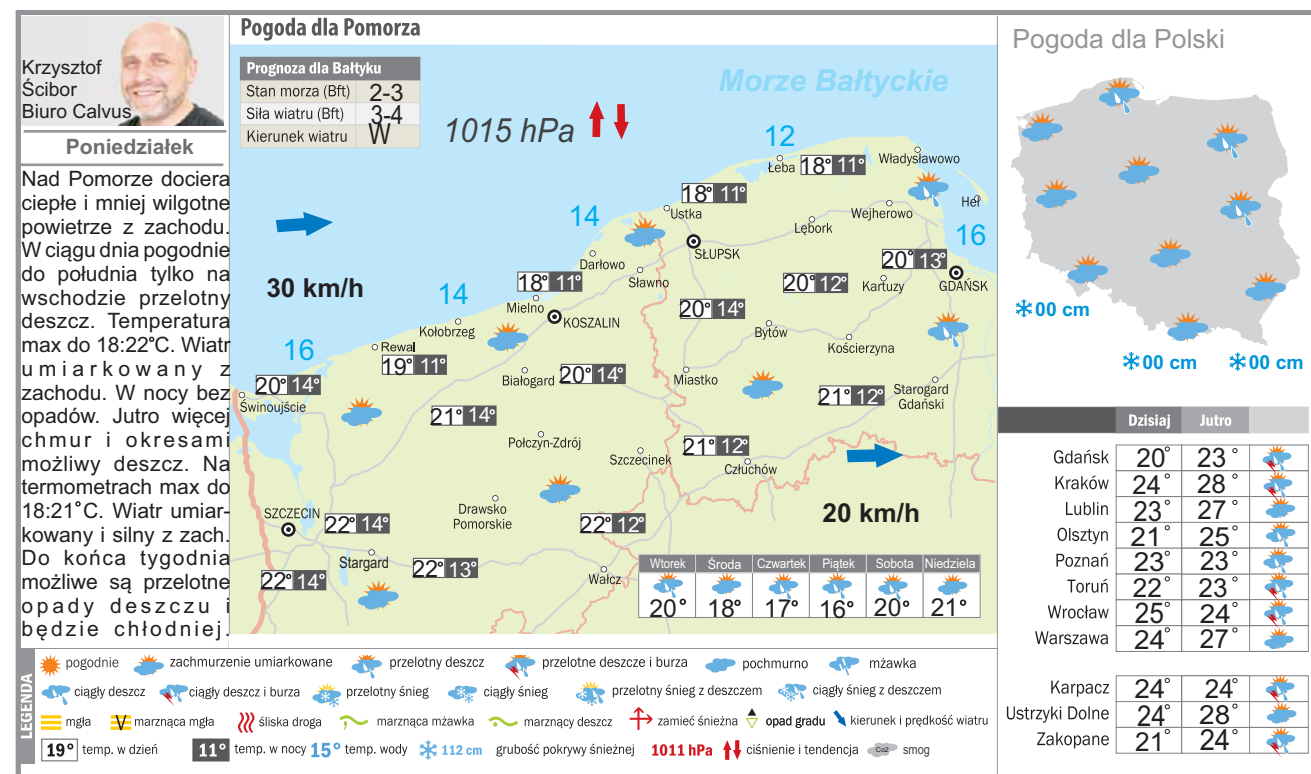 Krzysztof
Ścibor
Biuro Calvus
Poniedziałek
Nad Pomorze dociera
ciepłe i mniej wilgotne
powietrze z zachodu.
W ciągu dnia pogodnie
do południa tylko na
wschodzie przelotny
deszcz. Temperatura
max do 18:22°C. Wiatr
umiarkowany z
zachodu. W nocy bez
opadów. Jutro więcej
chmur i okresami
możliwy deszcz. Na
termometrach max do
18:21°C. Wiatr umiar-
kowany i silny z zach.
Do końca tygodnia
możliwe są przelotne
opady deszczu i
będzie chłodniej.
Pogoda dla Pomorza
Prognoza dla Bałtyku
Stan morza (Bft) 2-3
Siła wiatru (Bft) 3-4
Kierunek wiatru W
1015 hPa
Morze Bałtyckie
12
Łeba 18° 11°
Władysławowo
18° 11°
Ustka
Wejherowo
Hel
14
Lębork
16
SŁUPSK
Darłowo
20° 13°
GDAŃSK
30 km/h
18° 11°
Sławno
20° 12°
Kartuzy
14
Mielno
KOSZALIN
20° 14°
Kołobrzeg
Bytów
Kościerzyna
16
Rewal
19° 11°
20° 14°
Świnoujście
Białogard
20° 14°
Miastko
21° 12°
Starogard
Gdański
21° 14°
Połczyn-Zdrój
Szczecinek
21° 12°
Człuchów
SZCZECIN
22° 14°
Drawsko
Pomorskie
22° 12°
20 km/h
Stargard
22° 14°
22° 13°
Wałcz
Wtorek Środa Czwartek Piątek Sobota Niedziela
20° 18° 17° 16° 20° 21°
Pogoda dla Polski
00 cm
00 cm
00 cm
Dzisiaj Jutro
Gdańsk 20° 23°
Kraków 24° 28°
Lublin 23° 27°
Olsztyn 21° 25°
Poznań 23° 23°
Toruń 22° 23°
Wrocław 25° 24°
Warszawa 24° 27°
Karpacz 24° 24°
Ustrzyki Dolne 24° 28°
Zakopane 21° 24°
LEGENDA
pogodnie zachmurzenie umiarkowane przelotny deszcz przelotne deszcze i burza pochmurno mżawka
ciągły deszcz ciągły deszcz i burza przelotny śnieg ciągły śnieg przelotny śnieg z deszczem ciągły śnieg z deszczem
mgła V marznąca mgła śliska droga marznąca mżawka marznący deszcz zamieć śnieżna opad gradu kierunek i prędkość wiatru
19° temp. w dzień 11° temp. w nocy 15° temp. wody 112 cm grubość pokrywy śnieżnej 1011 hPa ciśnienie i tendencja Co2 smog